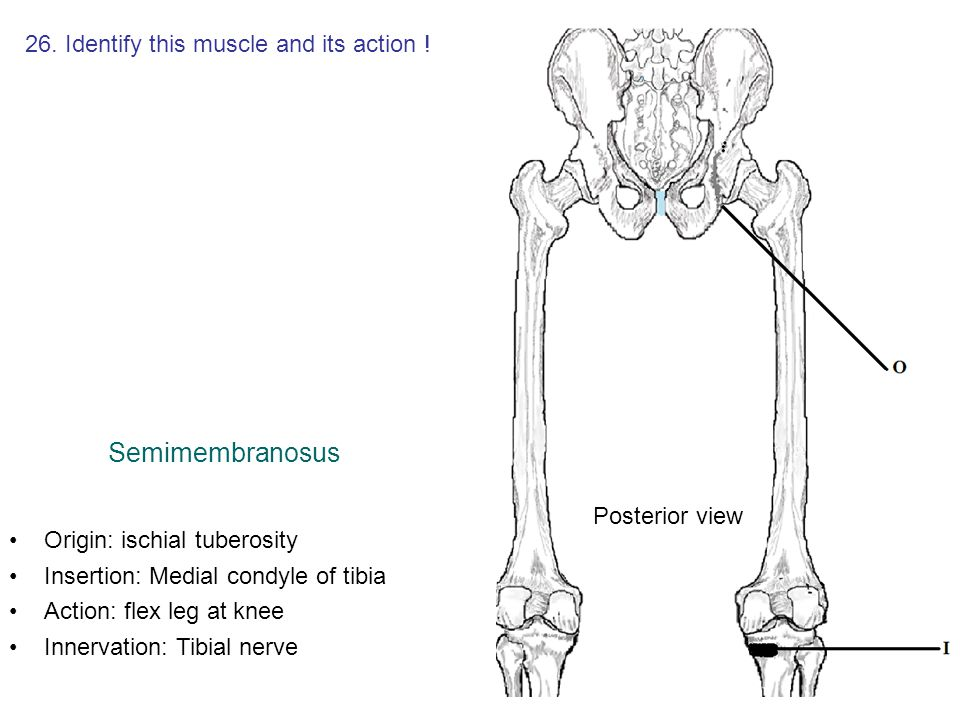 26. Identify this muscle and its action !
O
Semimembranosus
Posterior view
• Origin: ischial tuberosity
• Insertion: Medial condyle of tibia
• Action: flex leg at knee
• Innervation: Tibial nerve
I